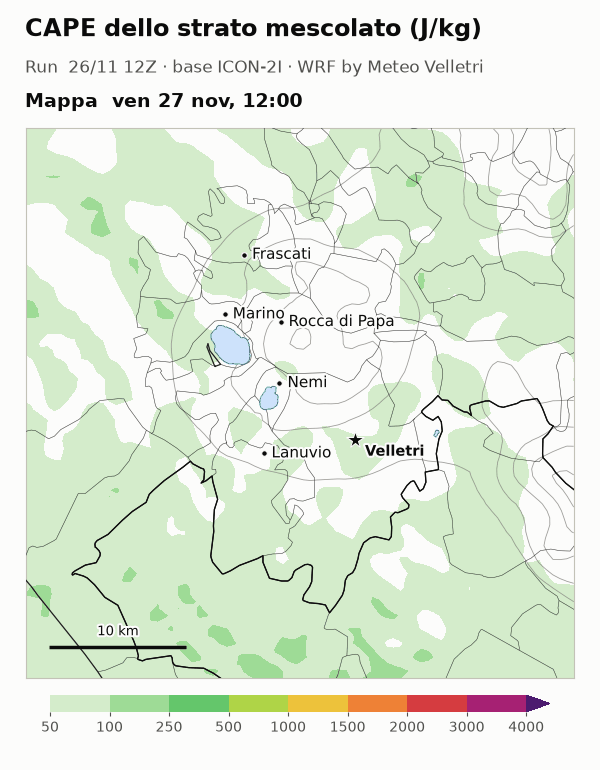 CAPE dello strato mescolato (J/kg)
Run  26/11 12Z · base ICON-2I · WRF by Meteo Velletri
Mappa  ven 27 nov, 12:00
Frascati
Marino
Rocca di Papa
Nemi
Velletri
Lanuvio
10 km
50 100 250 500 1000 1500 2000 3000 4000